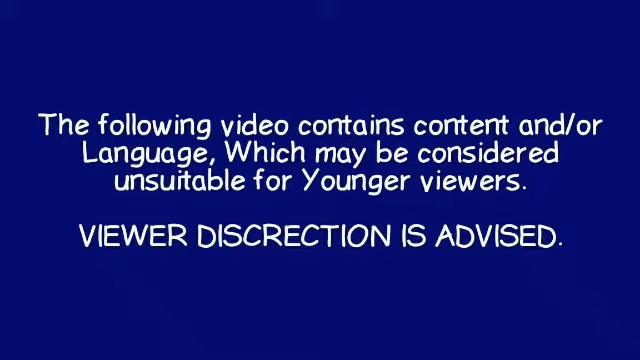 The following video contains content and/or
Language, Which may be considered
unsuitable for Younger viewers.
VIEWER DISCRECTION IS ADVISED.